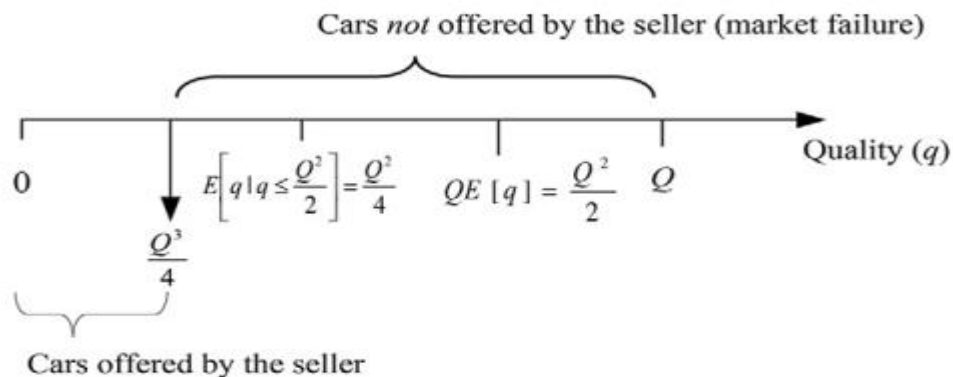 Cars not offered by the seller (market failure)
Quality (q)
0
E[q|q≤Q²/2]=Q²/4
QE [q] = Q²/2
Q
Q³/4
Cars offered by the seller